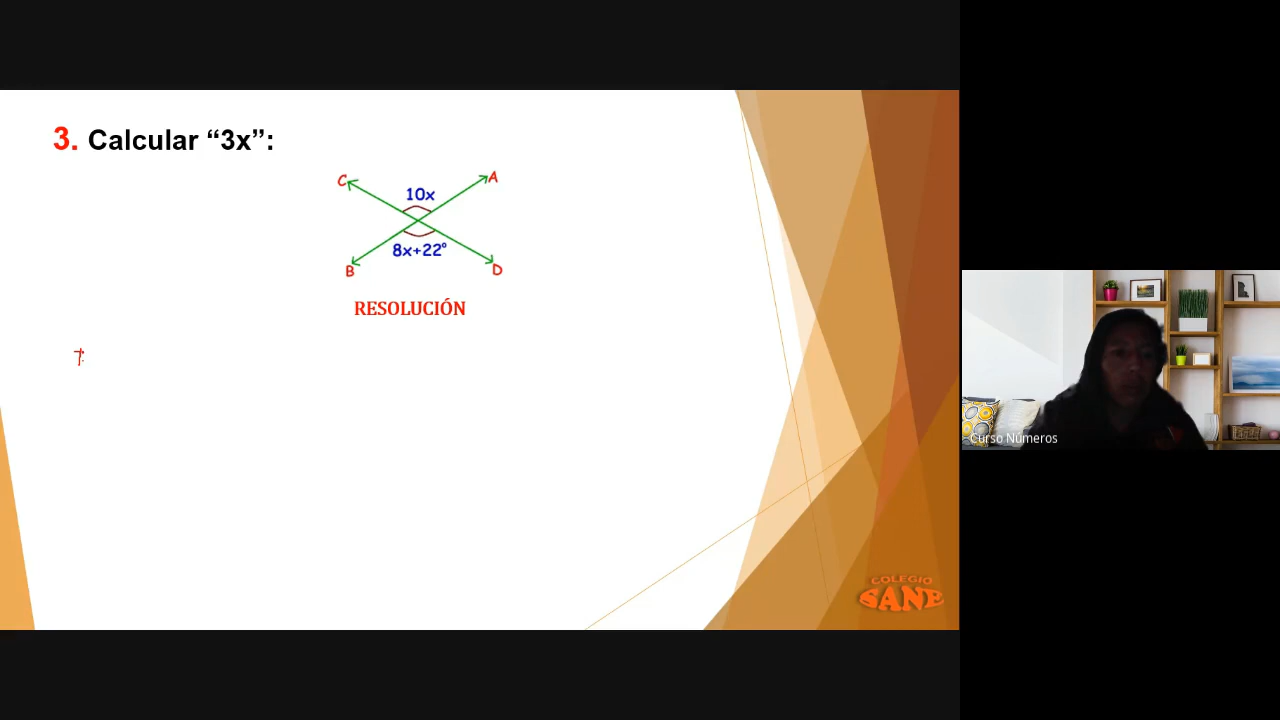 3. Calcular “3x”:
C
A
10x
8x+22°
B
D
RESOLUCIÓN
COLEGIO
SANE
Curso Números